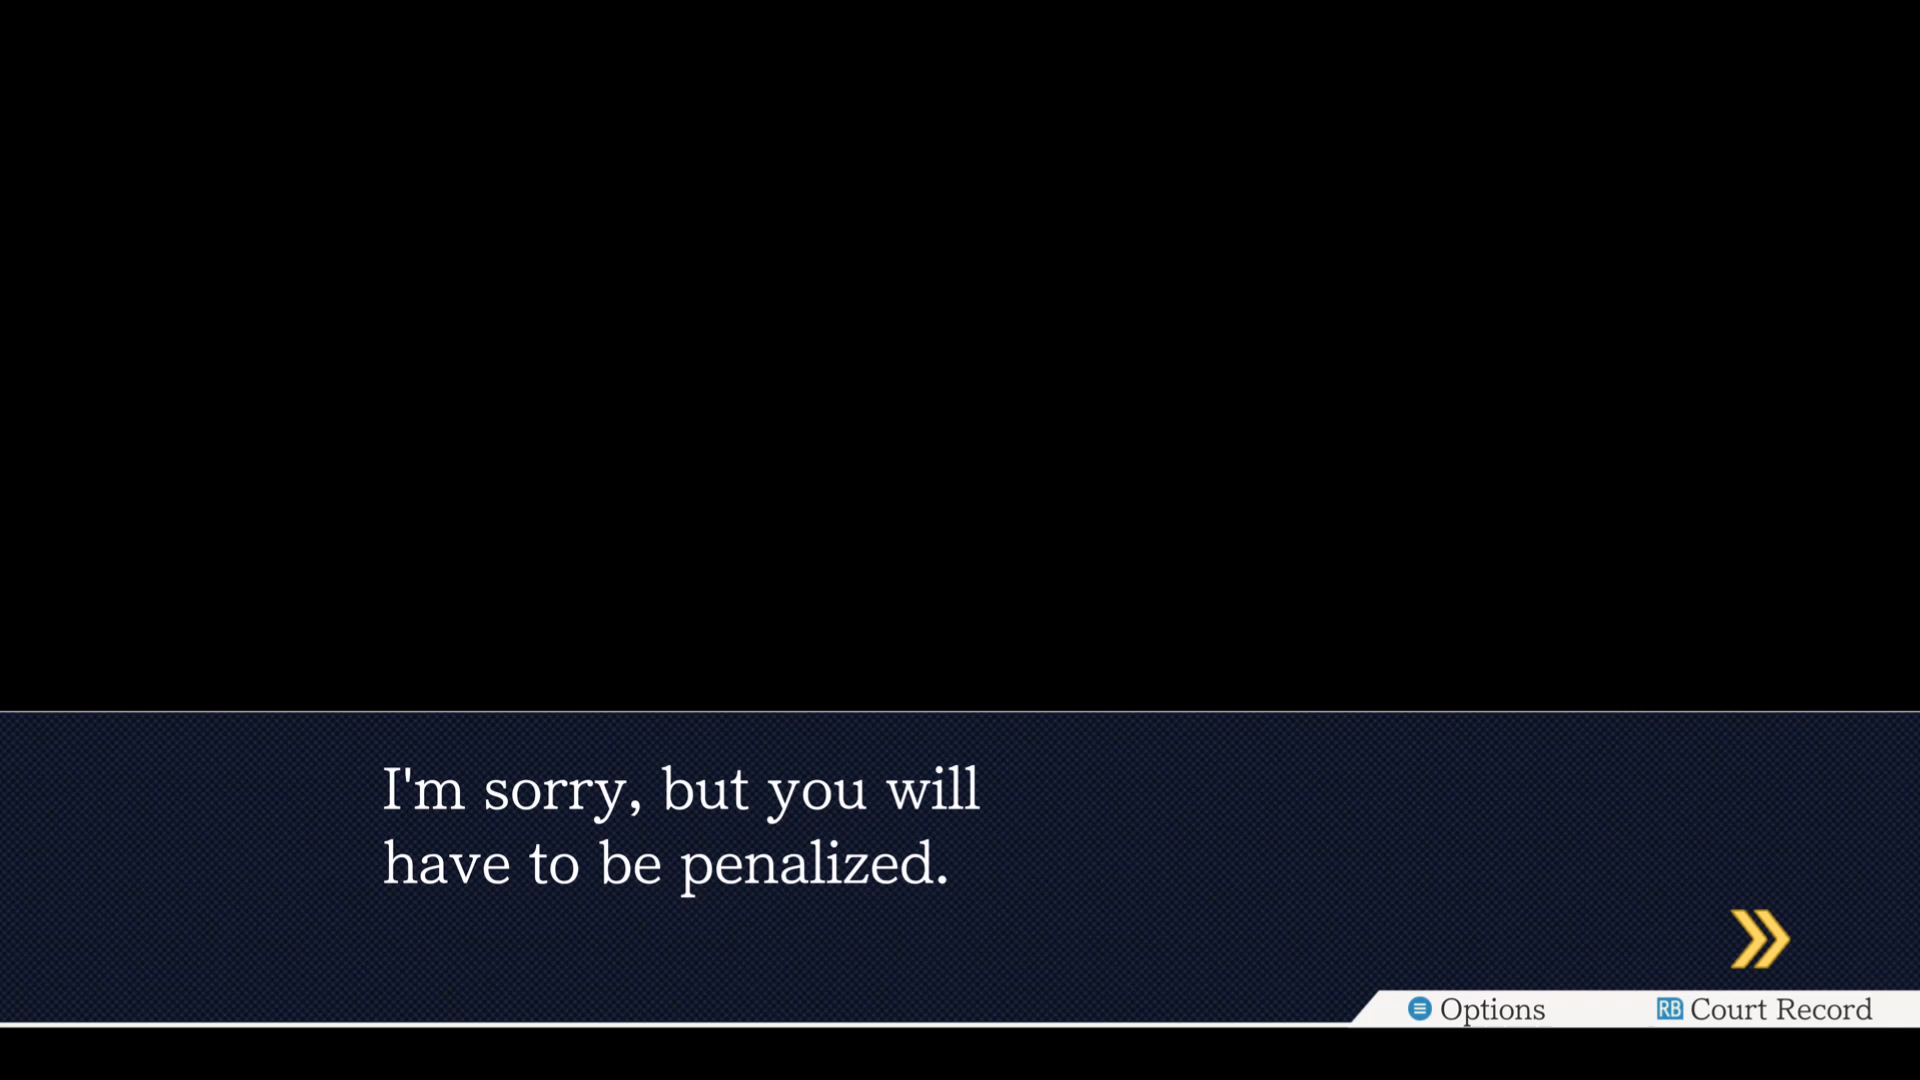 I'm sorry, but you will
have to be penalized.
Options
RB Court Record